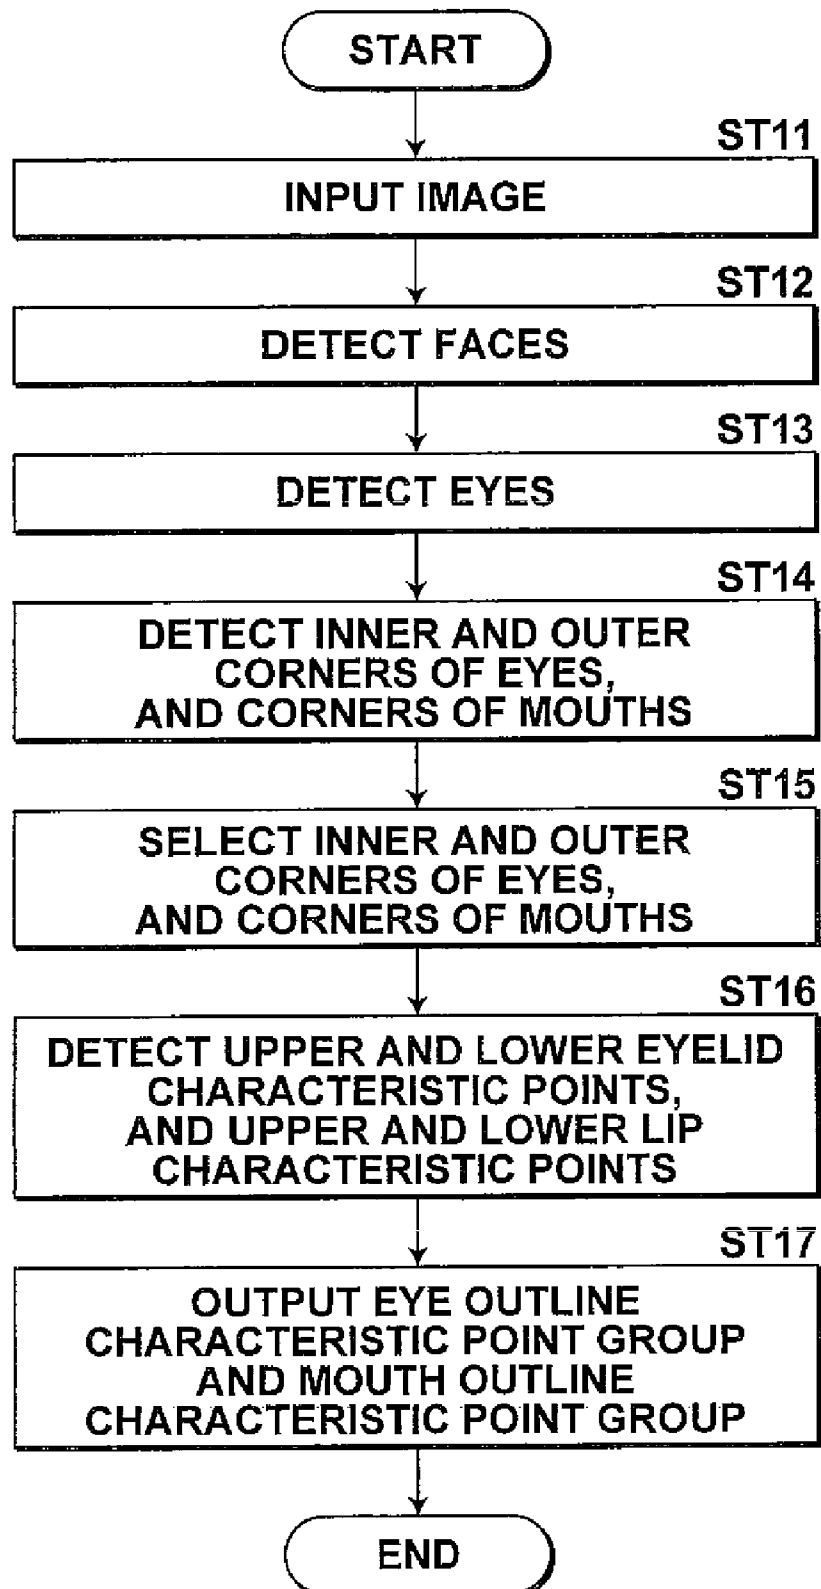 START
ST11
INPUT IMAGE
ST12
DETECT FACES
ST13
DETECT EYES
ST14
DETECT INNER AND OUTER
CORNERS OF EYES,
AND CORNERS OF MOUTHS
ST15
SELECT INNER AND OUTER
CORNERS OF EYES,
AND CORNERS OF MOUTHS
ST16
DETECT UPPER AND LOWER EYELID
CHARACTERISTIC POINTS,
AND UPPER AND LOWER LIP
CHARACTERISTIC POINTS
ST17
OUTPUT EYE OUTLINE
CHARACTERISTIC POINT GROUP
AND MOUTH OUTLINE
CHARACTERISTIC POINT GROUP
END